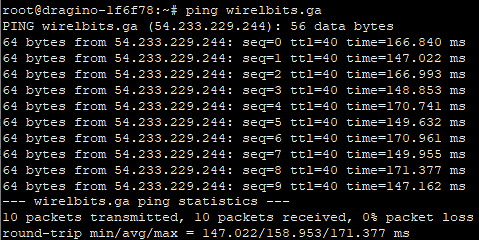 root@dragino-1f6f78:~# ping wirelbits.ga
PING wirelbits.ga (54.233.229.244): 56 data bytes
64 bytes from 54.233.229.244: seq=0 ttl=40 time=166.840 ms
64 bytes from 54.233.229.244: seq=1 ttl=40 time=147.022 ms
64 bytes from 54.233.229.244: seq=2 ttl=40 time=166.993 ms
64 bytes from 54.233.229.244: seq=3 ttl=40 time=148.853 ms
64 bytes from 54.233.229.244: seq=4 ttl=40 time=170.741 ms
64 bytes from 54.233.229.244: seq=5 ttl=40 time=149.632 ms
64 bytes from 54.233.229.244: seq=6 ttl=40 time=170.961 ms
64 bytes from 54.233.229.244: seq=7 ttl=40 time=149.955 ms
64 bytes from 54.233.229.244: seq=8 ttl=40 time=171.377 ms
64 bytes from 54.233.229.244: seq=9 ttl=40 time=147.162 ms
--- wirelbits.ga ping statistics ---
10 packets transmitted, 10 packets received, 0% packet loss
round-trip min/avg/max = 147.022/158.953/171.377 ms